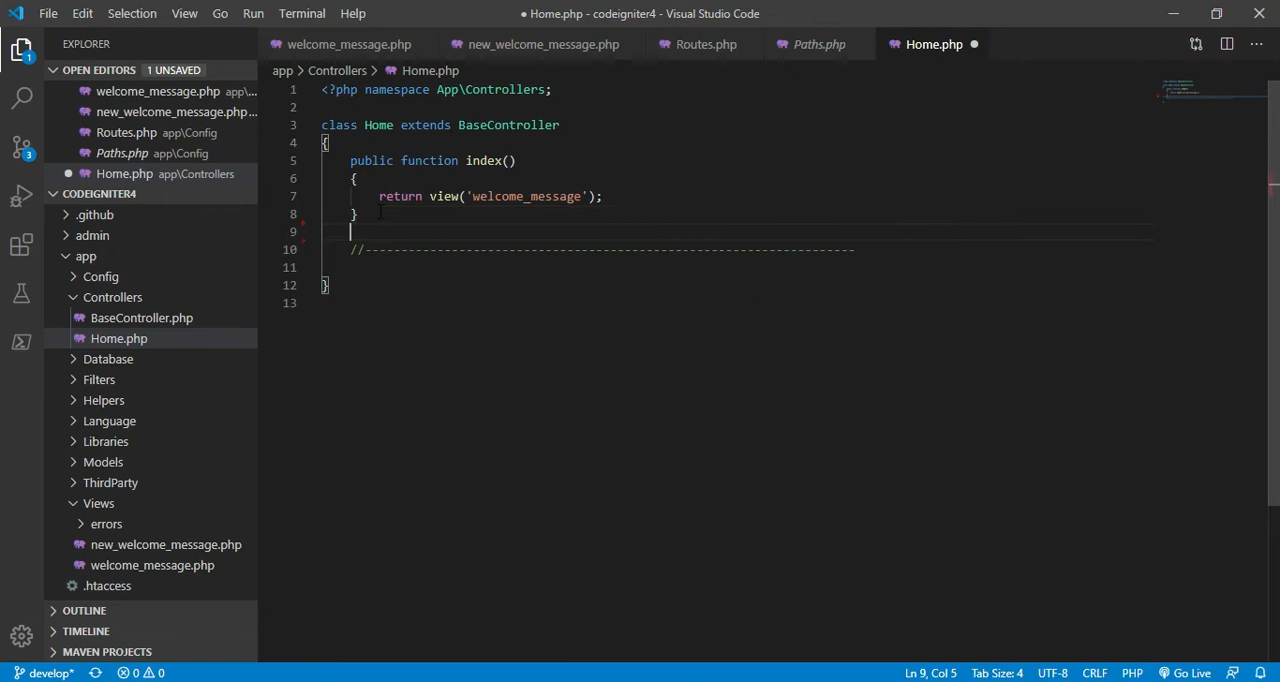 File Edit Selection View Go Run Terminal Help
● Home.php - codeigniter4 - Visual Studio Code
EXPLORER
welcome_message.php new_welcome_message.php Routes.php Paths.php Home.php ●
OPEN EDITORS 1 UNSAVED
welcome_message.php app\...
new_welcome_message.php...
Routes.php app\Config
Paths.php app\Config
● Home.php app\Controllers
CODEIGNITER4
.github
admin
app
Config
Controllers
BaseController.php
Home.php
Database
Filters
Helpers
Language
Libraries
Models
ThirdParty
Views
errors
new_welcome_message.php
welcome_message.php
.htaccess
OUTLINE
TIMELINE
MAVEN PROJECTS
1
3
app > Controllers > Home.php
1 <?php namespace App\Controllers;
2
3 class Home extends BaseController
4 {
5 public function index()
6 {
7 return view('welcome_message');
8 }
9
10 //--------------------------------------------------------------------
11
12 }
13
develop* 0 0 Ln 9, Col 5 Tab Size: 4 UTF-8 CRLF PHP Go Live